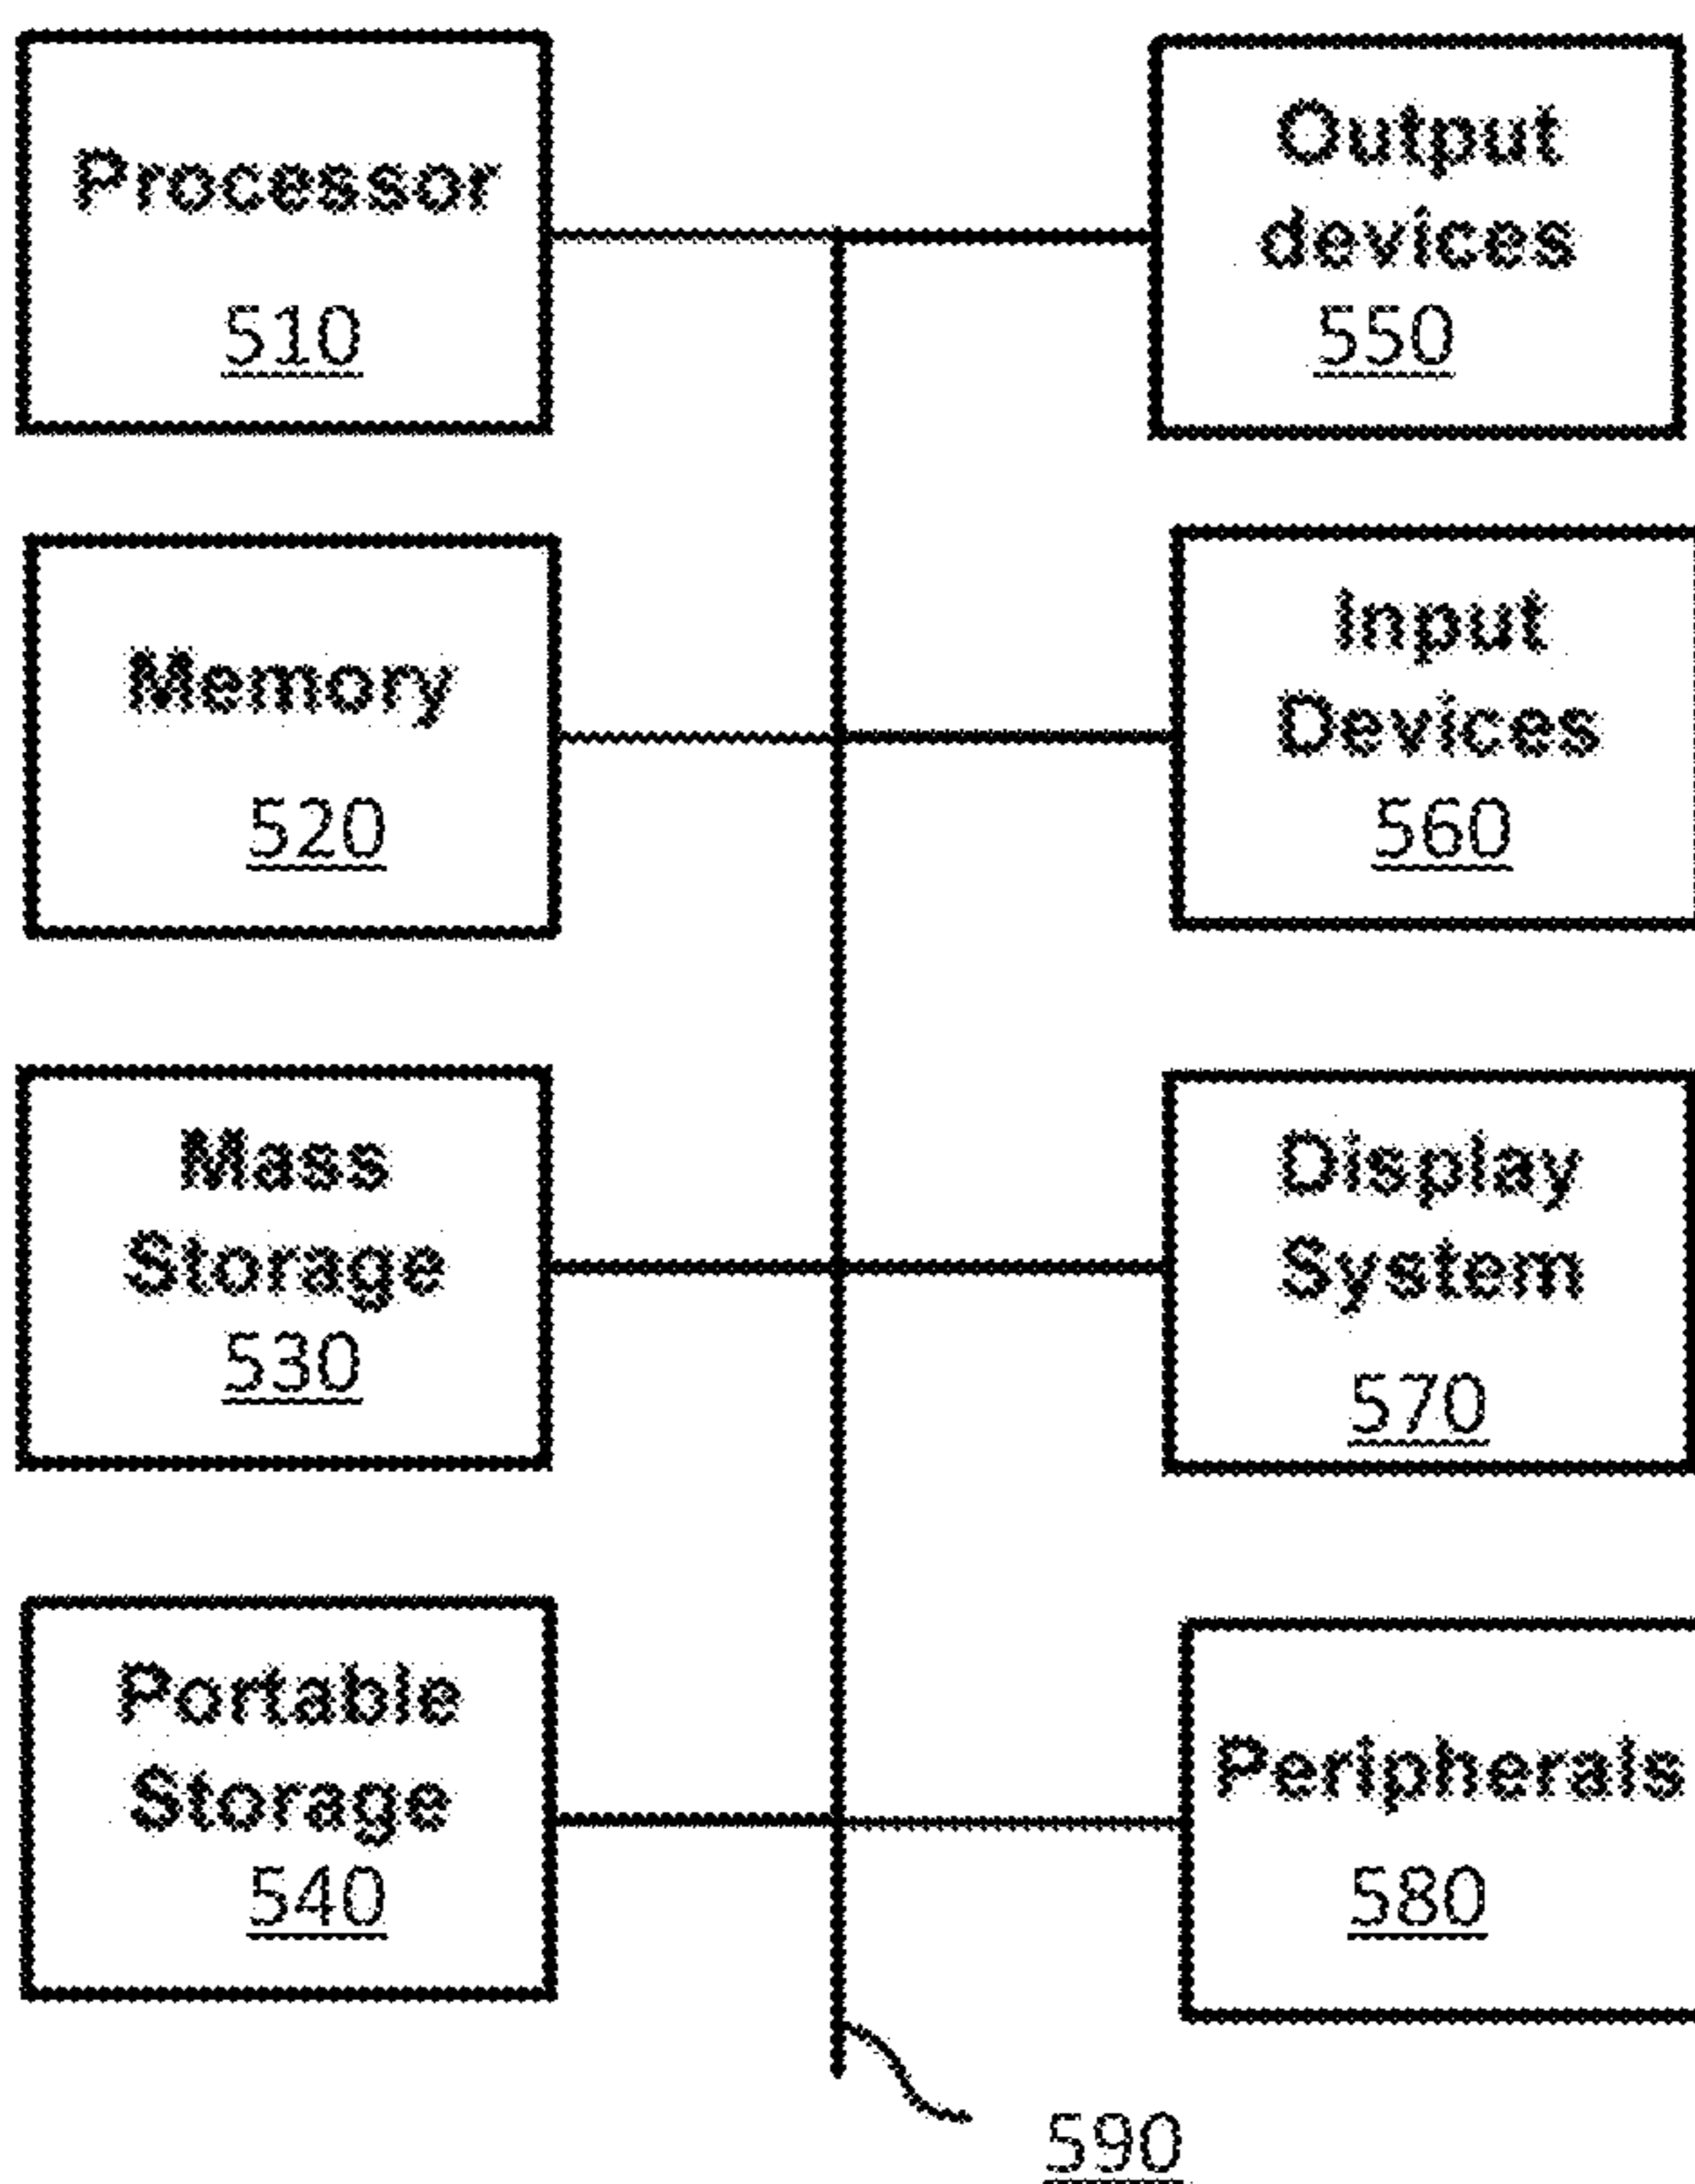 Processor
510
Output
devices
550
Memory
520
Input
Devices
560
Mass
Storage
530
Display
System
570
Portable
Storage
540
Peripherals
580
590